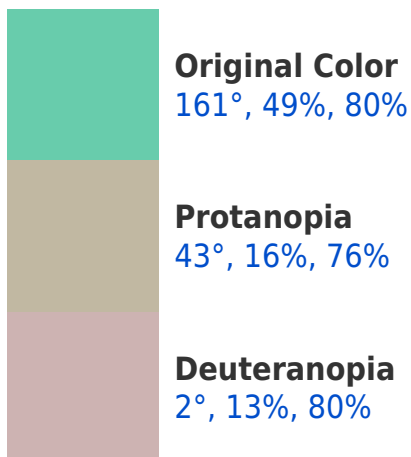 Original Color
161°, 49%, 80%
Protanopia
43°, 16%, 76%
Deuteranopia
2°, 13%, 80%